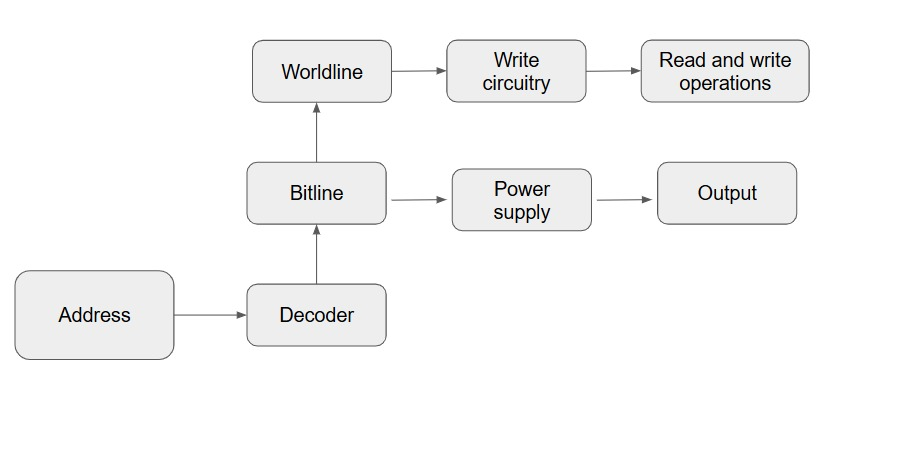 Worldline
Write
circuitry
Read and write
operations
Bitline
Power
supply
Output
Address
Decoder